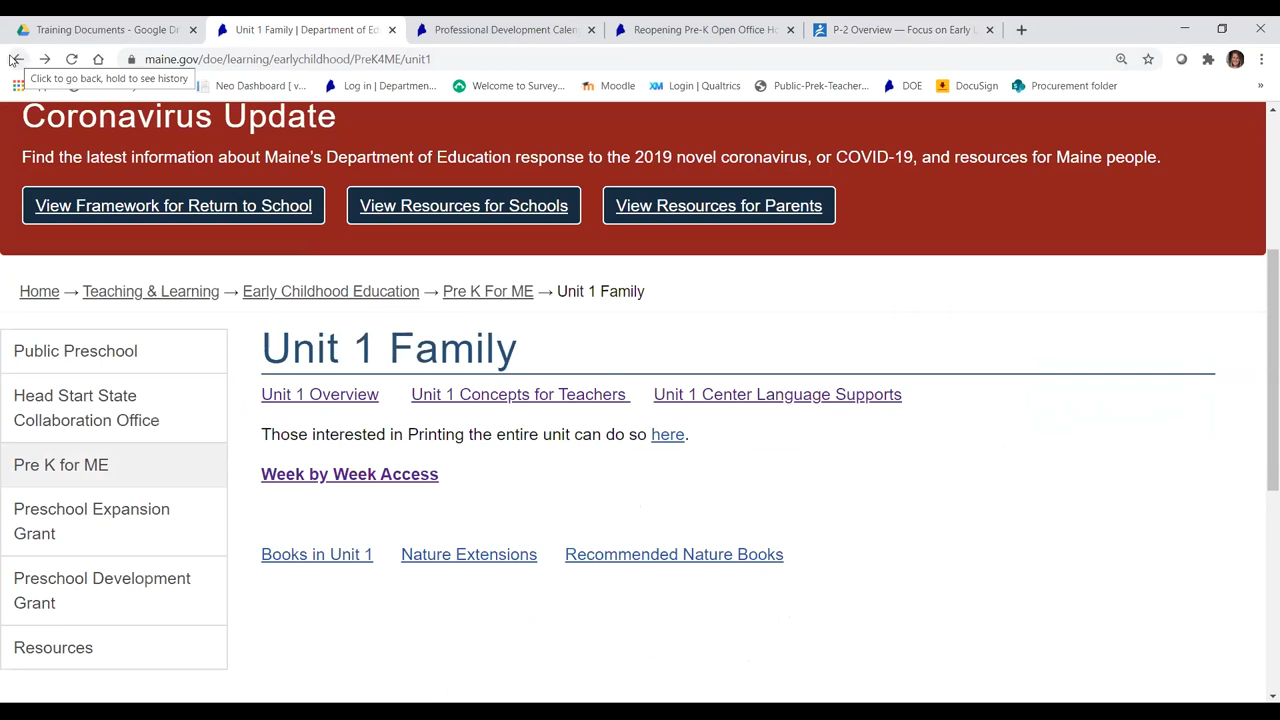 Training Documents - Google Dr
Unit 1 Family | Department of Ed
Professional Development Calen
Reopening Pre-K Open Office Ho
P-2 Overview — Focus on Early L
maine.gov/doe/learning/earlychildhood/PreK4ME/unit1
Click to go back, hold to see history
Neo Dashboard [ v...
Log in | Departmen...
Welcome to Survey...
Moodle
Login | Qualtrics
Public-Prek-Teacher...
DOE
DocuSign
Procurement folder
Coronavirus Update
Find the latest information about Maine's Department of Education response to the 2019 novel coronavirus, or COVID-19, and resources for Maine people.
View Framework for Return to School
View Resources for Schools
View Resources for Parents
Home → Teaching & Learning → Early Childhood Education → Pre K For ME → Unit 1 Family
Public Preschool
Head Start State
Collaboration Office
Pre K for ME
Preschool Expansion
Grant
Preschool Development
Grant
Resources
Unit 1 Family
Unit 1 Overview
Unit 1 Concepts for Teachers
Unit 1 Center Language Supports
Those interested in Printing the entire unit can do so here.
Week by Week Access
Books in Unit 1
Nature Extensions
Recommended Nature Books